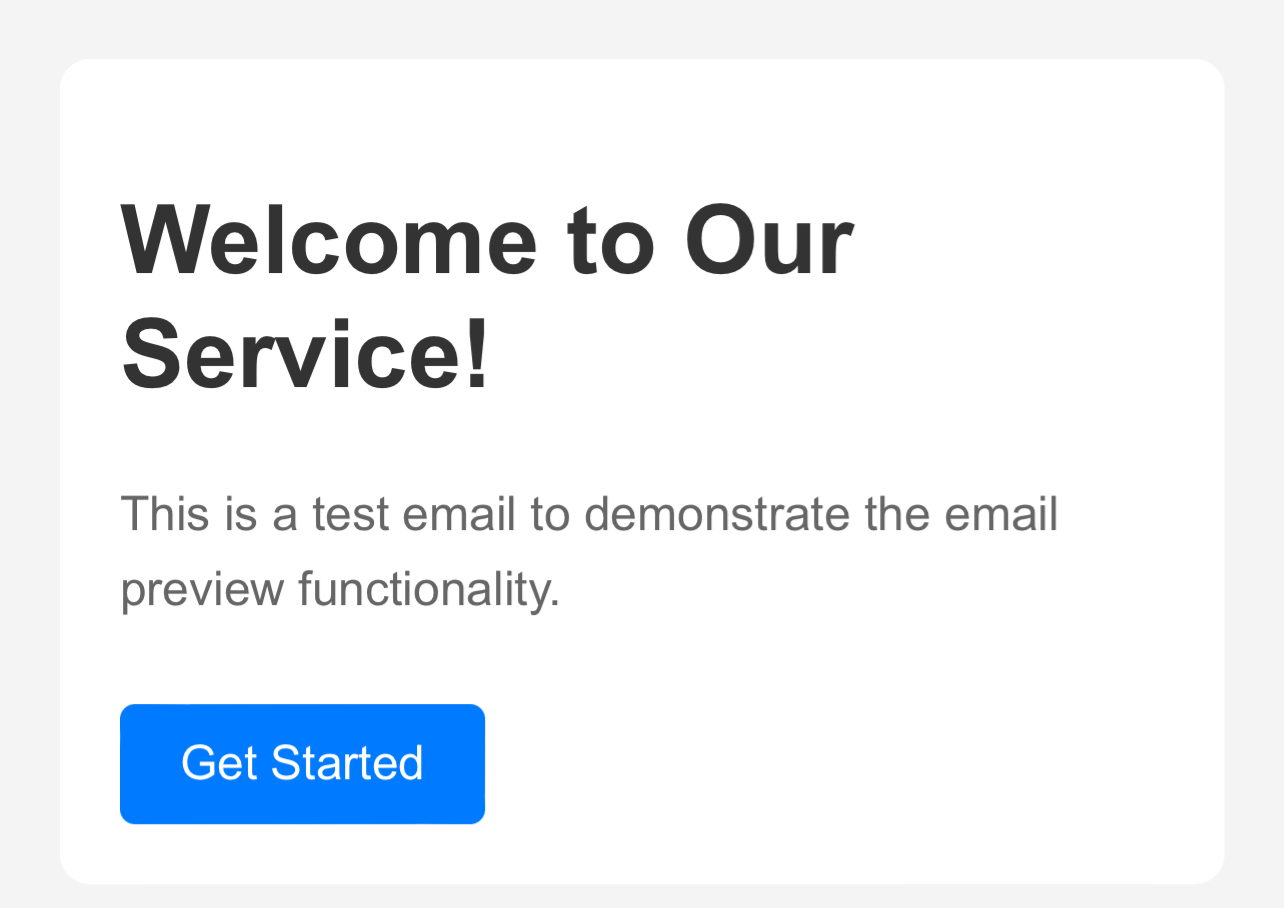 Welcome to Our
Service!
This is a test email to demonstrate the email
preview functionality.
Get Started